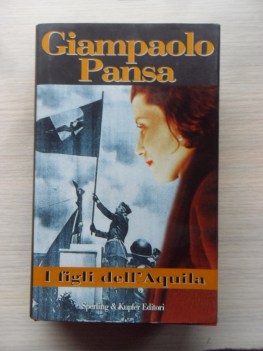 Giampaolo
Pansa
I figli dell'Aquila
Sperling & Kupfer Editori